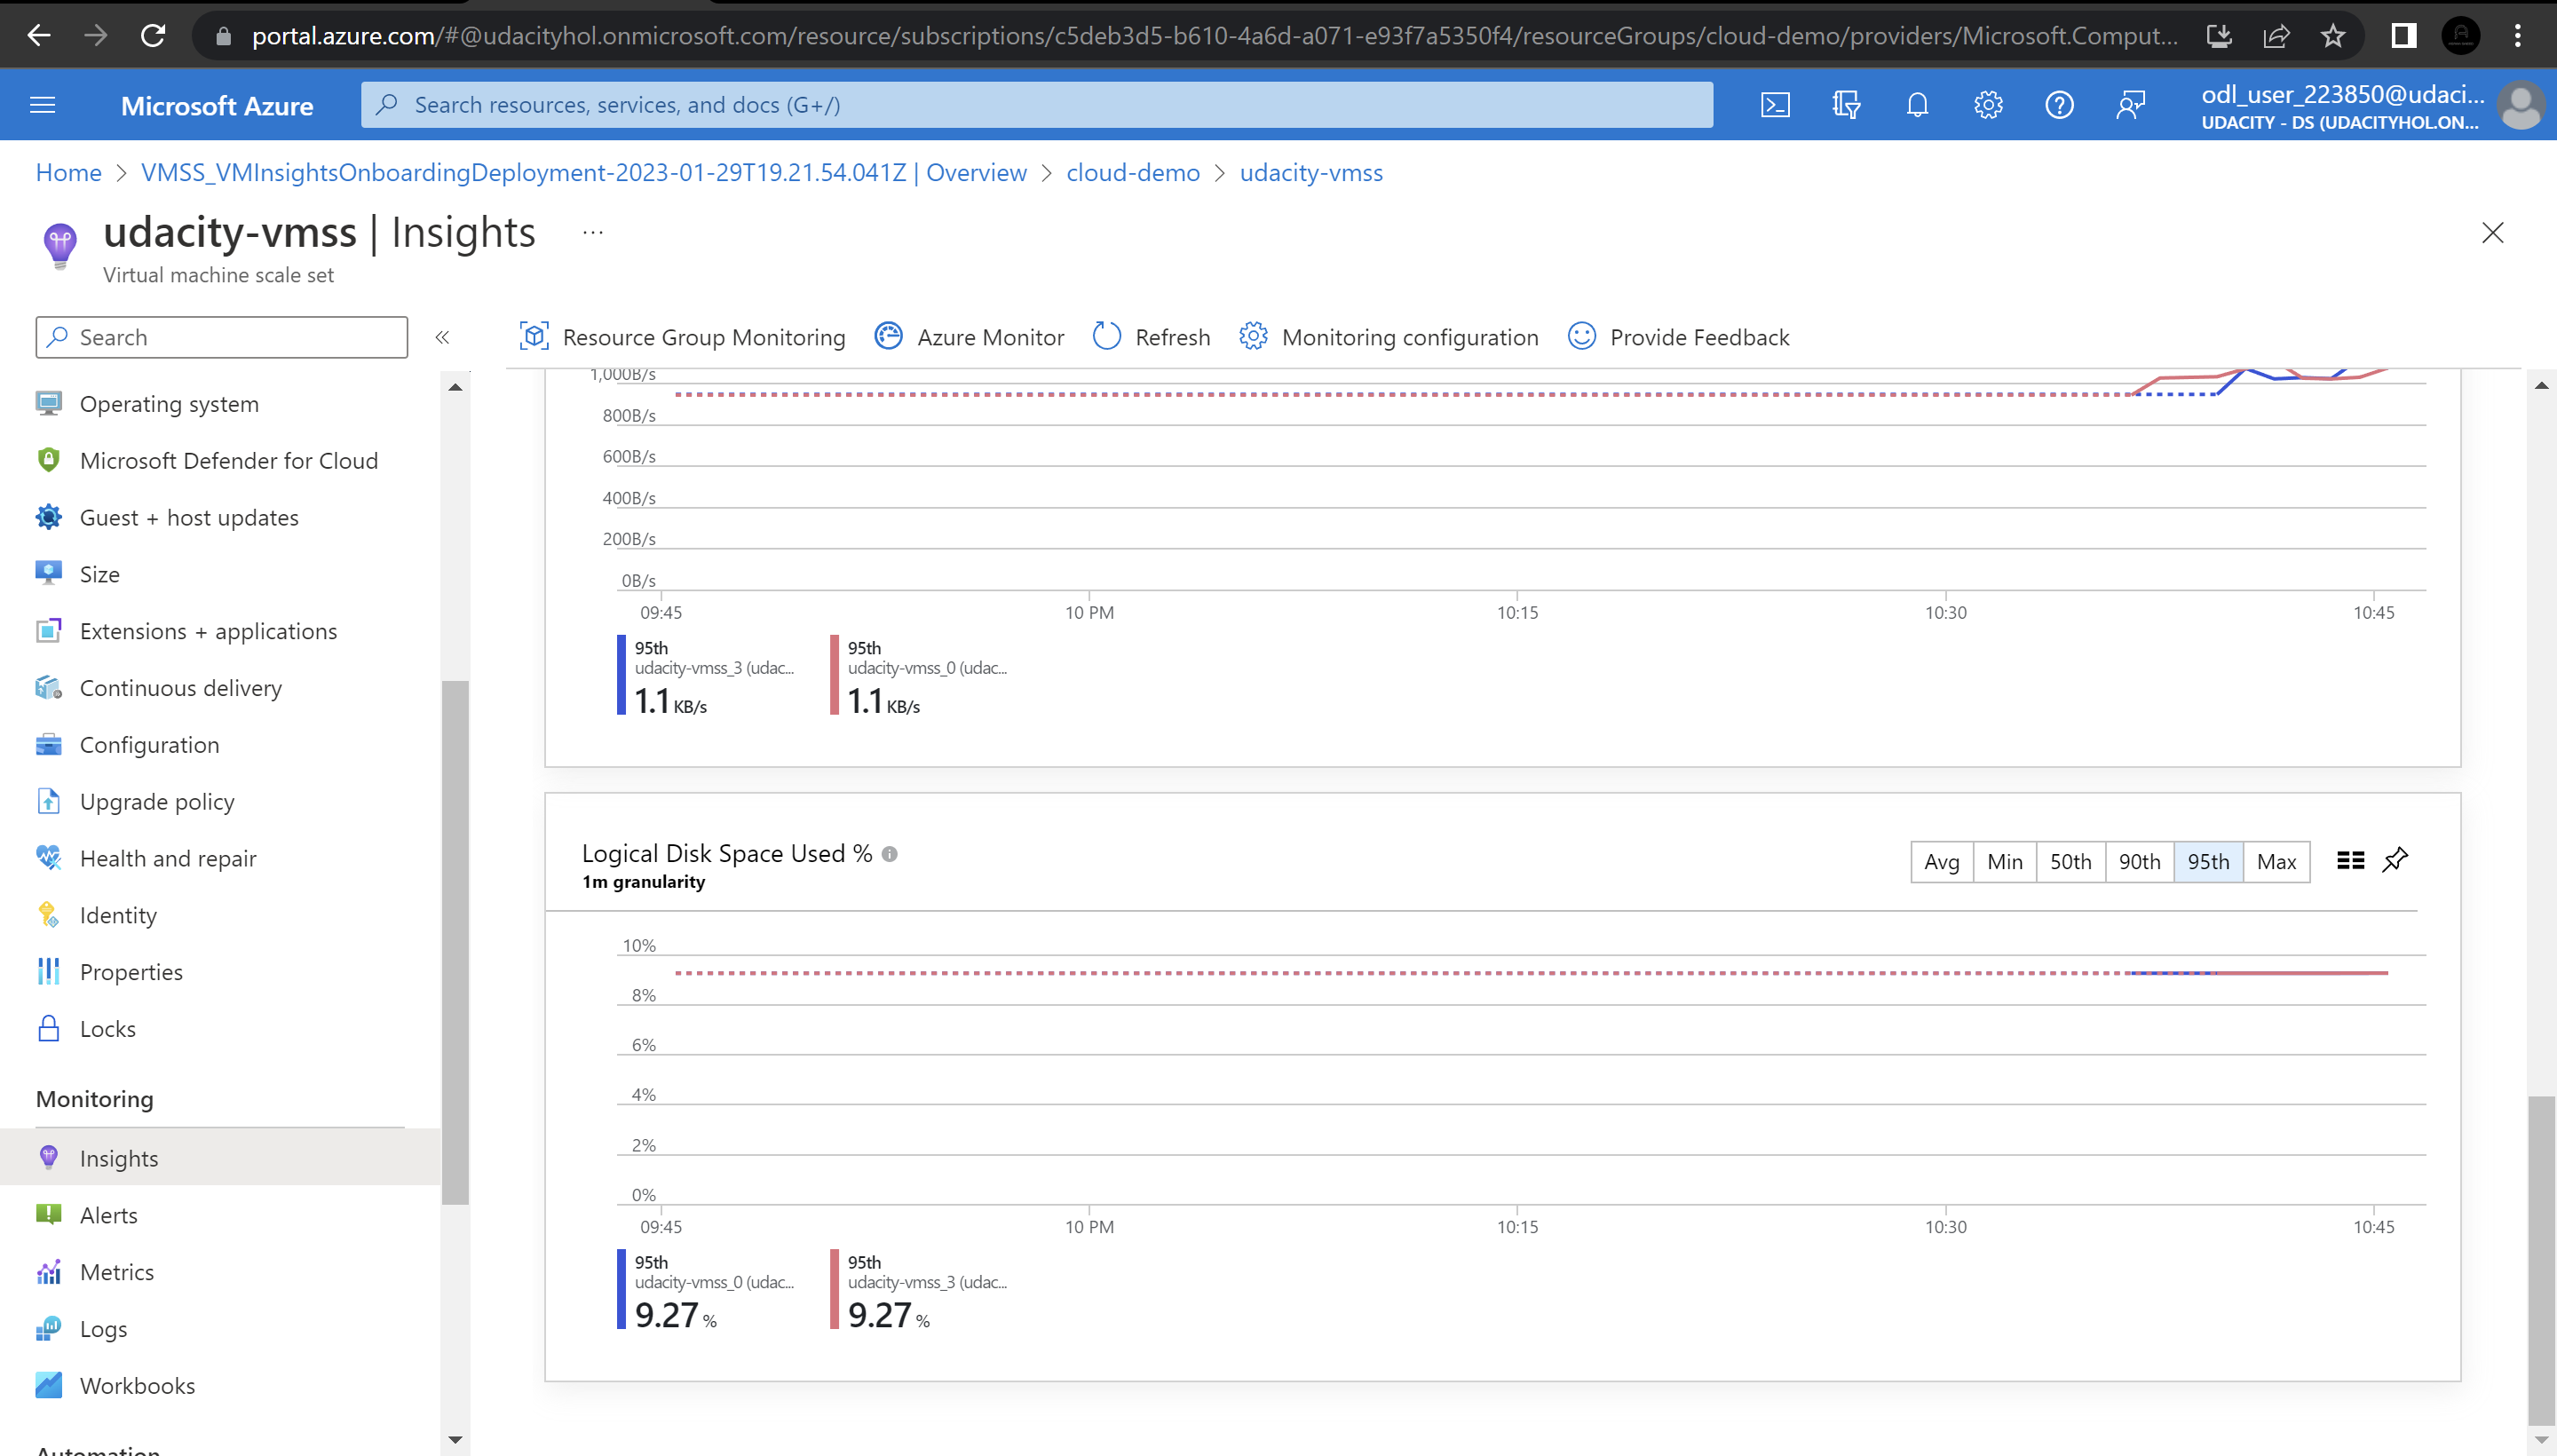 portal.azure.com/#@udacityhol.onmicrosoft.com/resource/subscriptions/c5deb3d5-b610-4a6d-a071-e93f7a5350f4/resourceGroups/cloud-demo/providers/Microsoft.Comput...
Microsoft Azure
Search resources, services, and docs (G+/)
odl_user_223850@udaci...
UDACITY - DS (UDACITYHOL.ON...
Home > VMSS_VMInsightsOnboardingDeployment-2023-01-29T19.21.54.041Z | Overview > cloud-demo > udacity-vmss
udacity-vmss | Insights ...
Virtual machine scale set
Search
«
Resource Group Monitoring
Azure Monitor
Refresh
Monitoring configuration
Provide Feedback
Operating system
Microsoft Defender for Cloud
Guest + host updates
Size
Extensions + applications
Continuous delivery
Configuration
Upgrade policy
Health and repair
Identity
Properties
Locks
Monitoring
Insights
Alerts
Metrics
Logs
Workbooks
Automation
1,000B/s
800B/s
600B/s
400B/s
200B/s
0B/s
09:45 10 PM 10:15 10:30 10:45
95th
udacity-vmss_3 (udac...
1.1 KB/s
95th
udacity-vmss_0 (udac...
1.1 KB/s
Logical Disk Space Used %
1m granularity
Avg Min 50th 90th 95th Max
10%
8%
6%
4%
2%
0%
09:45 10 PM 10:15 10:30 10:45
95th
udacity-vmss_0 (udac...
9.27 %
95th
udacity-vmss_3 (udac...
9.27 %